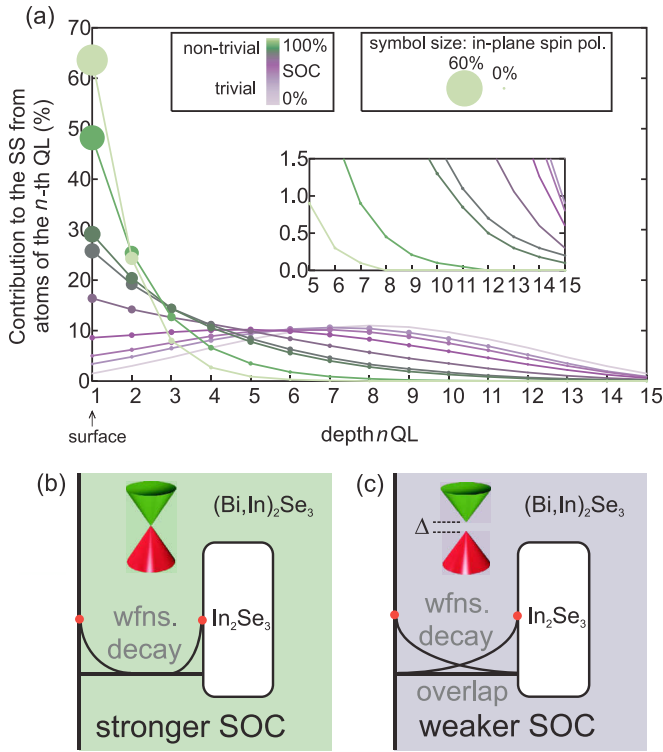 (a)
70
60
50
40
30
20
10
0
Contribution to the SS from
atoms of the n-th QL (%)
non-trivial
trivial
100%
SOC
0%
symbol size: in-plane spin pol.
60%
0%
1.5
1.0
0.5
0.0
5 6 7 8 9 10 11 12 13 14 15
1 2 3 4 5 6 7 8 9 10 11 12 13 14 15
↑
surface
depth n QL
(b)
(Bi,In)₂Se₃
wfns.
decay
In₂Se₃
stronger SOC
(c)
(Bi,In)₂Se₃
Δ
wfns.
decay
In₂Se₃
overlap
weaker SOC